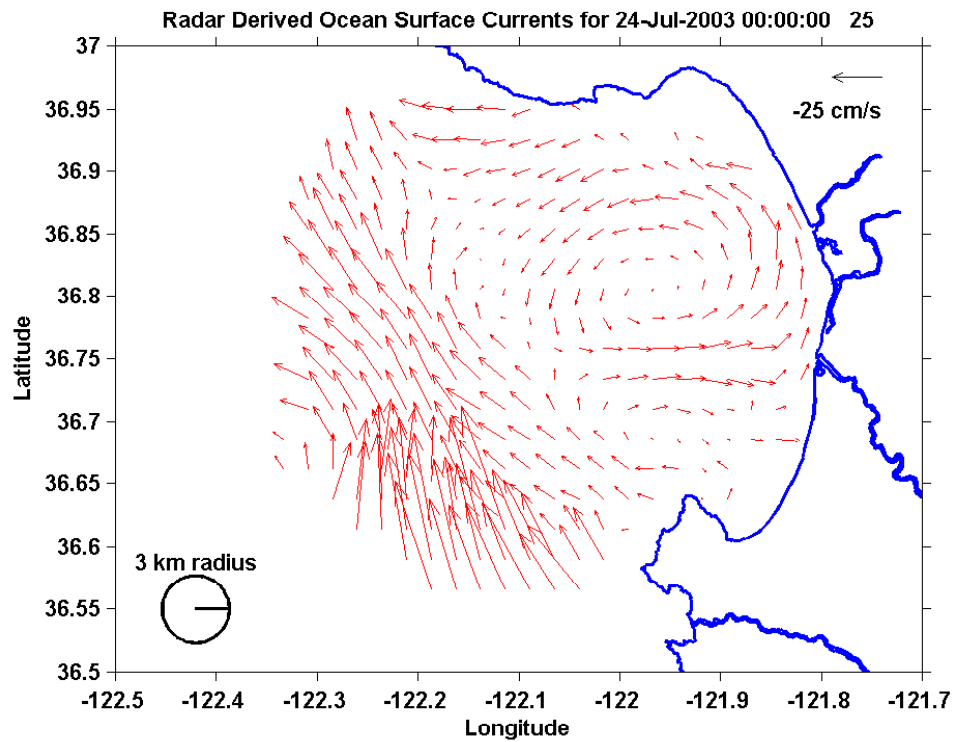 Radar Derived Ocean Surface Currents for 24-Jul-2003 00:00:00 25
37
36.95
-25 cm/s
36.9
36.85
36.8
Latitude
36.75
36.7
36.65
36.6
3 km radius
36.55
36.5
-122.5 -122.4 -122.3 -122.2 -122.1 -122 -121.9 -121.8 -121.7
Longitude